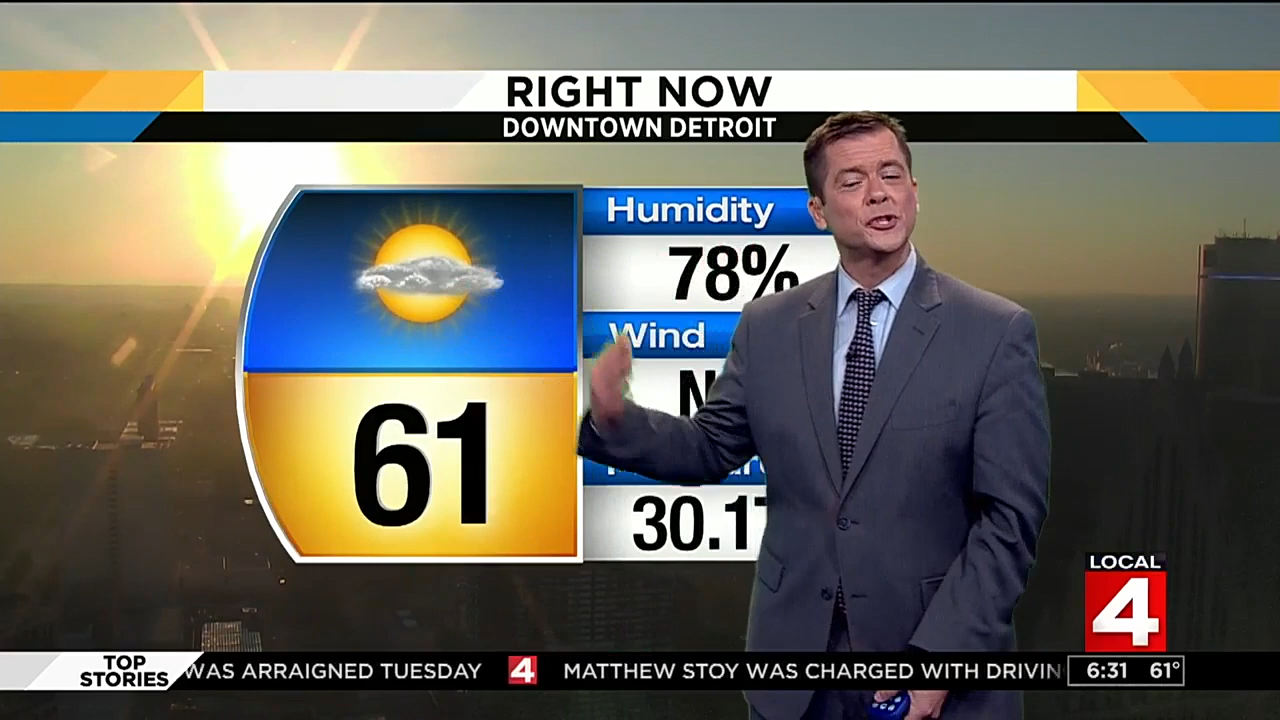 RIGHT NOW
DOWNTOWN DETROIT
Humidity
78%
Wind
61
30.1
LOCAL
4
TOP
STORIES
WAS ARRAIGNED TUESDAY 4 MATTHEW STOY WAS CHARGED WITH DRIVIN
6:31 61°